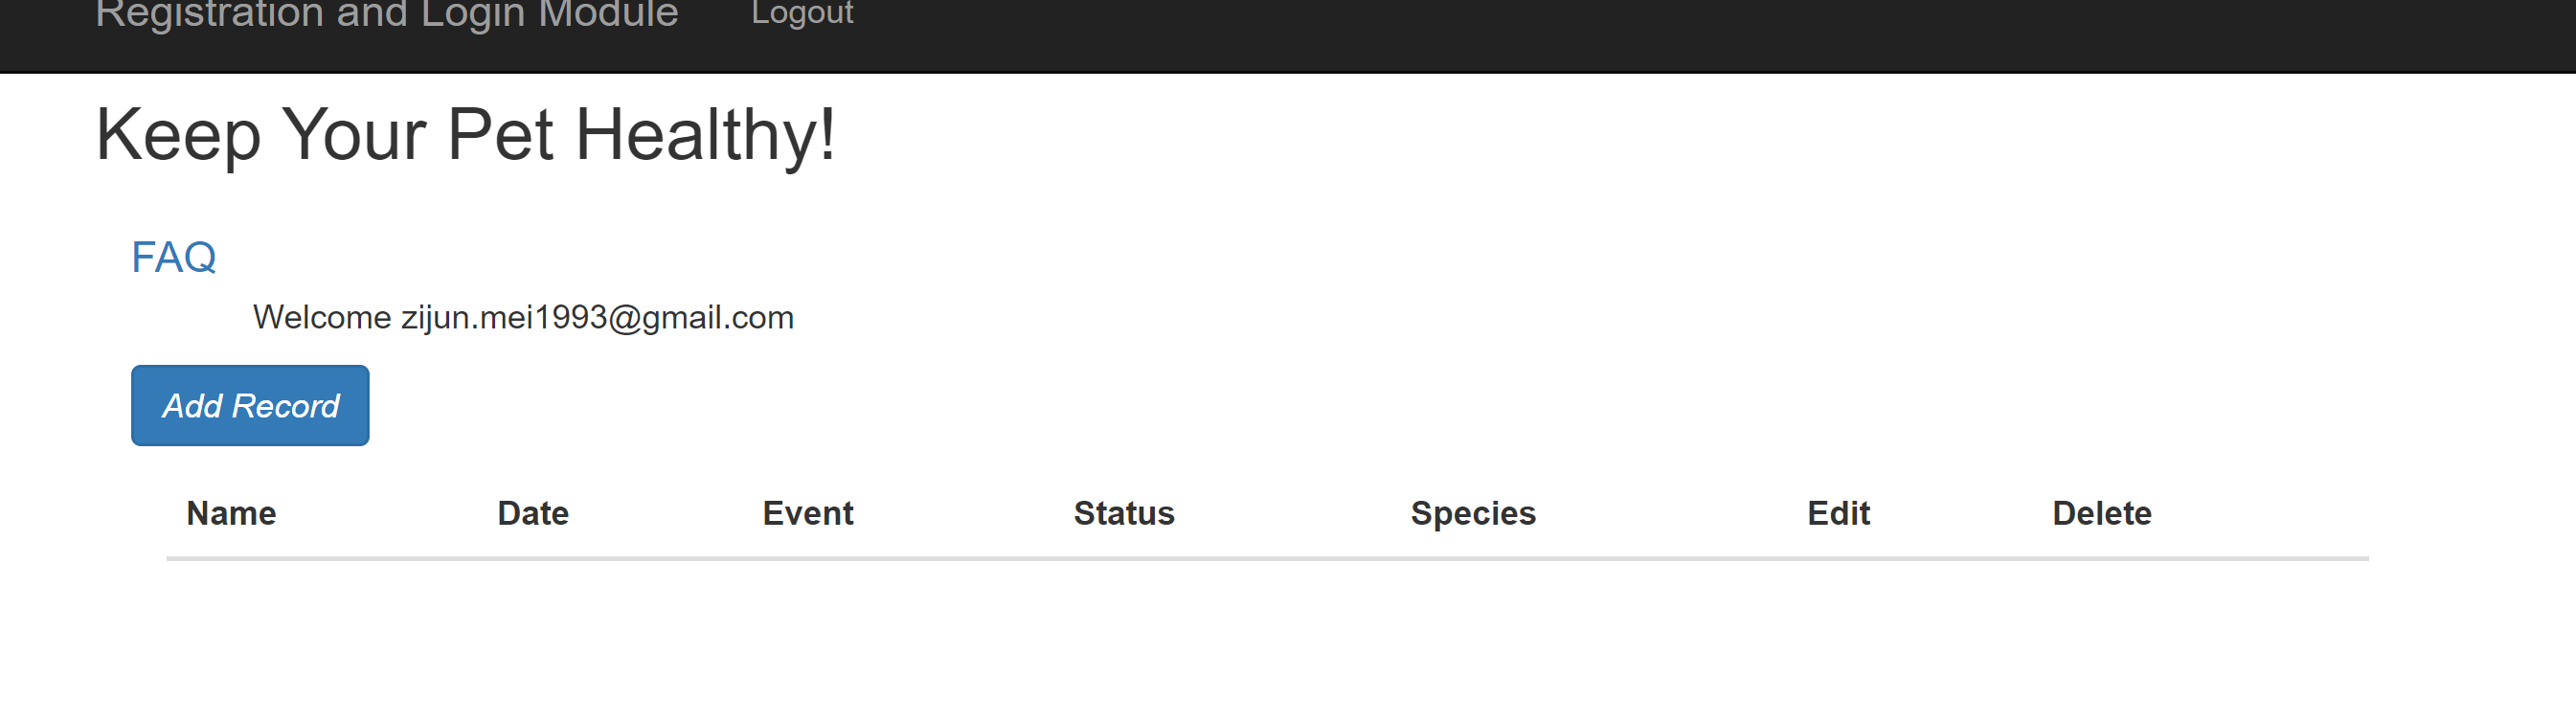 Registration and Login Module Logout
Keep Your Pet Healthy!
FAQ
Welcome zijun.mei1993@gmail.com
Add Record
Name Date Event Status Species Edit Delete